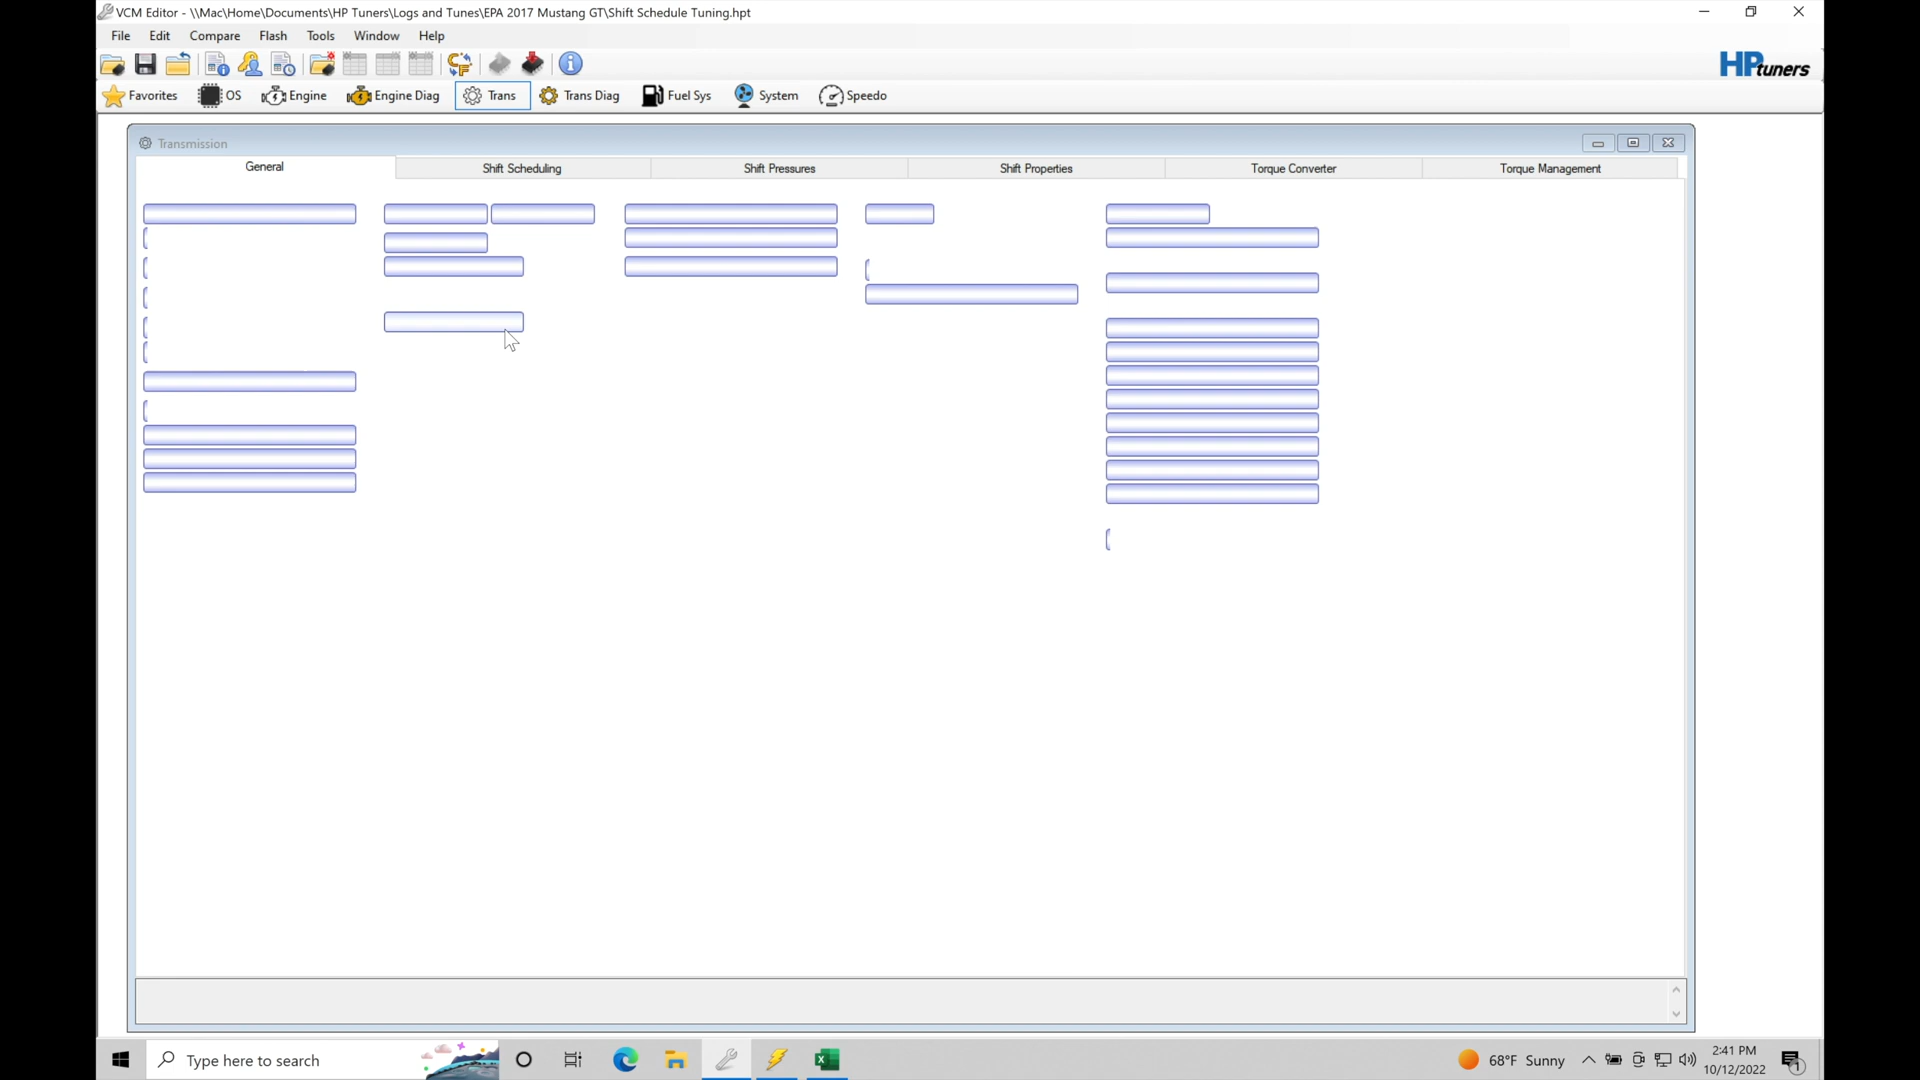 VCM Editor - \\Mac\Home\Documents\HP Tuners\Logs and Tunes\EPA 2017 Mustang GT\Shift Schedule Tuning.hpt
File Edit Compare Flash Tools Window Help
HPtuners
Favorites OS Engine Engine Diag Trans Trans Diag Fuel Sys System Speedo
Transmission
General Shift Scheduling Shift Pressures Shift Properties Torque Converter Torque Management
Type here to search
68°F Sunny
2:41 PM
10/12/2022
1